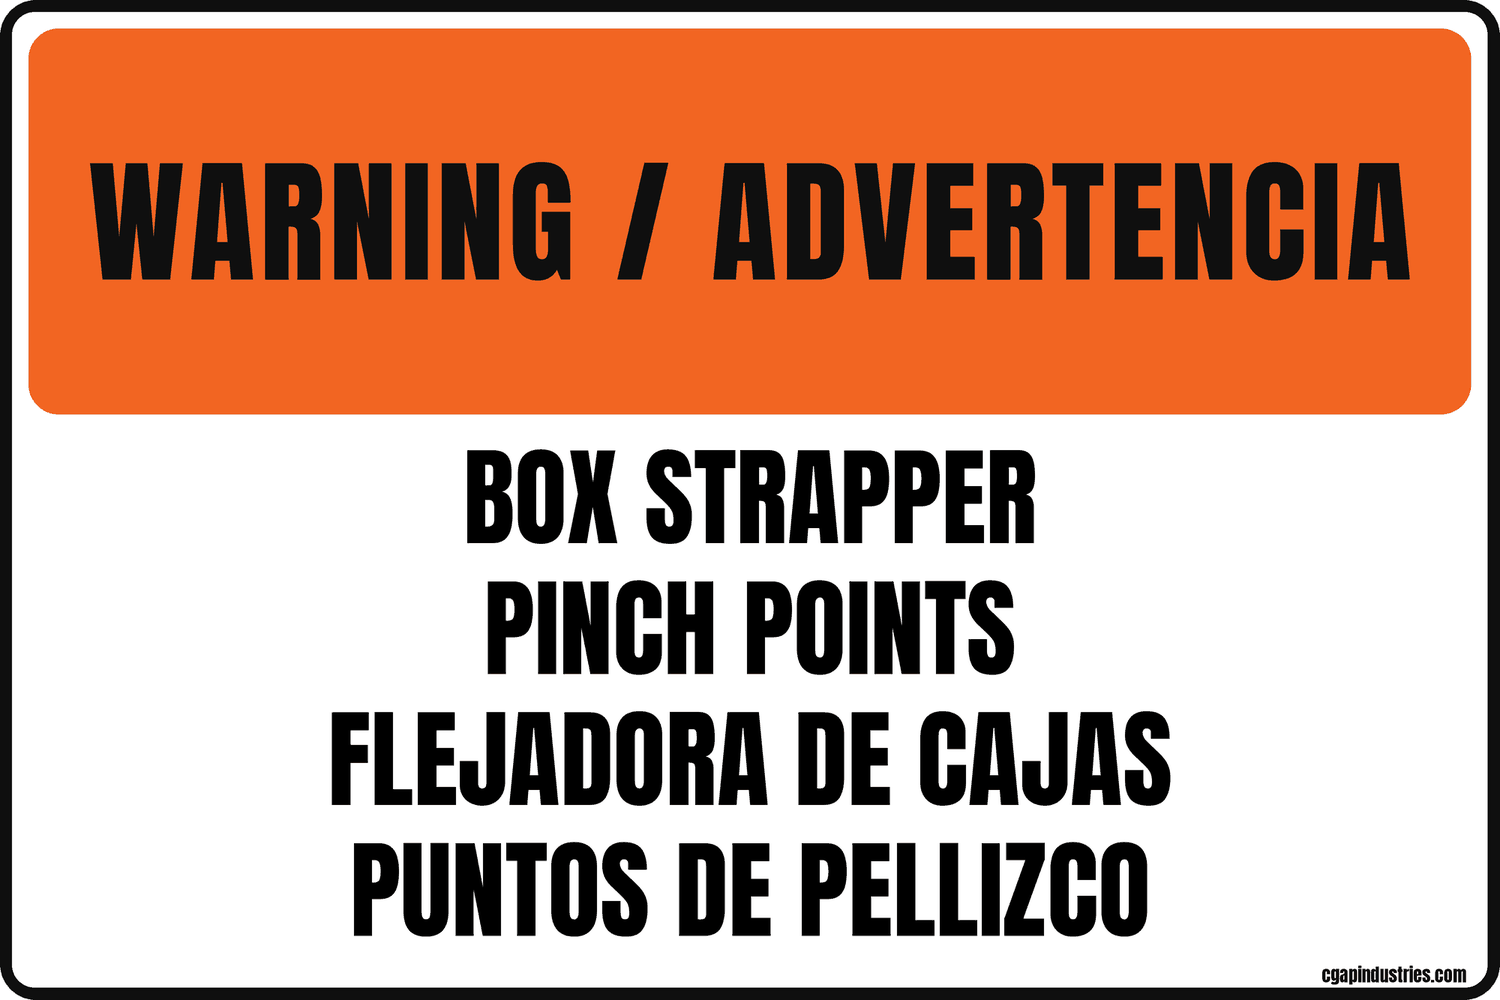 WARNING / ADVERTENCIA
BOX STRAPPER
PINCH POINTS
FLEJADORA DE CAJAS
PUNTOS DE PELLIZCO
cgapindustries.com